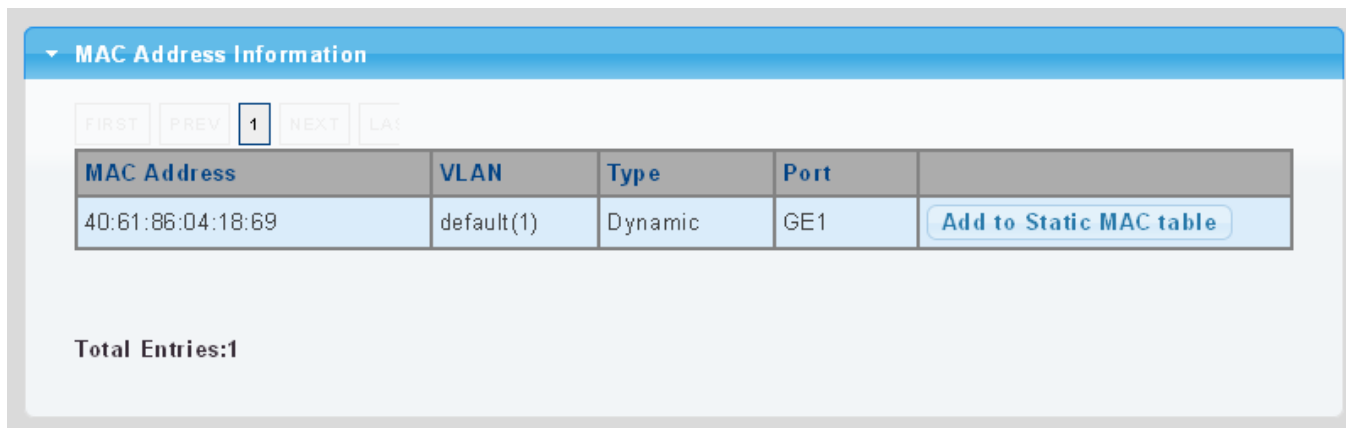 MAC Address Information
FIRST PREV 1 NEXT LAS
MAC Address VLAN Type Port
40:61:86:04:18:69 default(1) Dynamic GE1 Add to Static MAC table
Total Entries:1